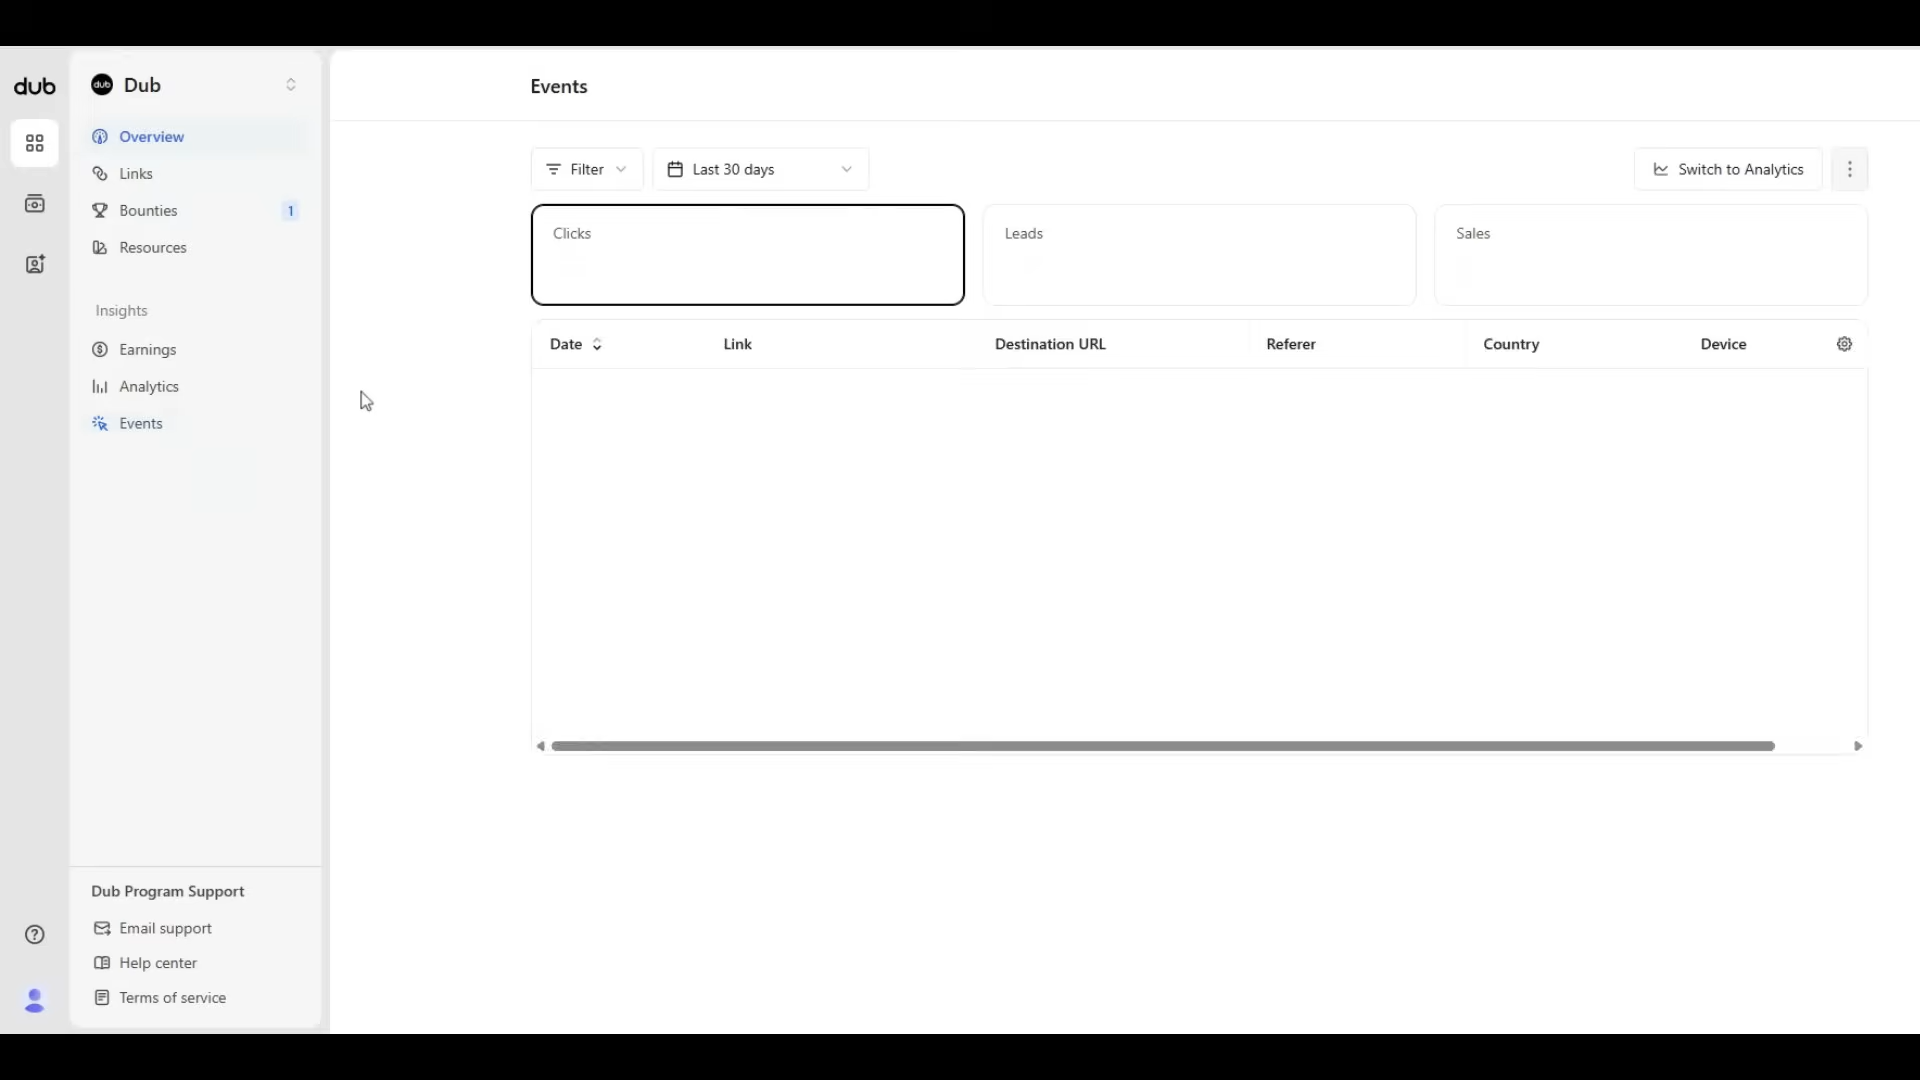 dub
dub Dub
Overview
Links
Bounties 1
Resources
Insights
Earnings
Analytics
Events
Dub Program Support
Email support
Help center
Terms of service
Events
Filter Last 30 days Switch to Analytics
Clicks Leads Sales
Date Link Destination URL Referer Country Device